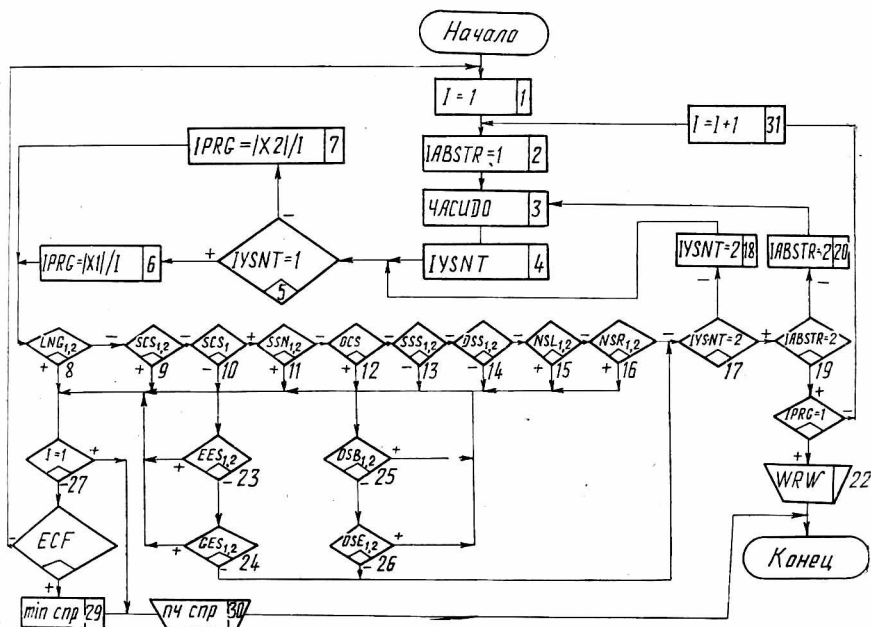 Начало
I = 1 1
I = I+1 31
IPRG=|X2|/I 7
IABSTR=1 2
ЧАСИДО 3
IYSNT=2 18
IABSTR=2 20
IYSNT 4
IYSNT=1
5
IPRG=|X1|/I 6
+
−
LNG1,2 − SCS1,2 − SCS1 + SSN1,2 − DCS − SSS1,2 − DSS1,2 − NSL1,2 − NSR1,2 − IYSNT=2 + IABSTR=2
+ 8 + 9 − 10 + 11 + 12 − 13 − 14 + 15 + 16 17 19
+
IPRG=1 −
I=1 +
−27
EES1,2
+ − 23
DSB1,2 +
− 25
+
WRW 22
ECF
−
+
GES1,2
+ − 24
DSE1,2 +
− 26
Конец
min спр 29
пч спр 30